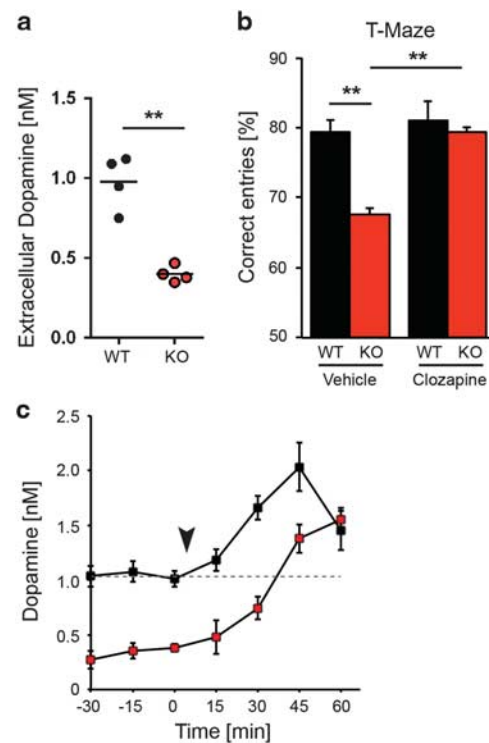 a
**
Extracellular Dopamine [nM]
1.5
1.0
0.5
0.0
WT KO
b
T-Maze
**
**
Correct entries [%]
90
80
70
60
50
WT KO WT KO
Vehicle Clozapine
c
Dopamine [nM]
2.5
2.0
1.5
1.0
0.5
0
-30 -15 0 15 30 45 60
Time [min]